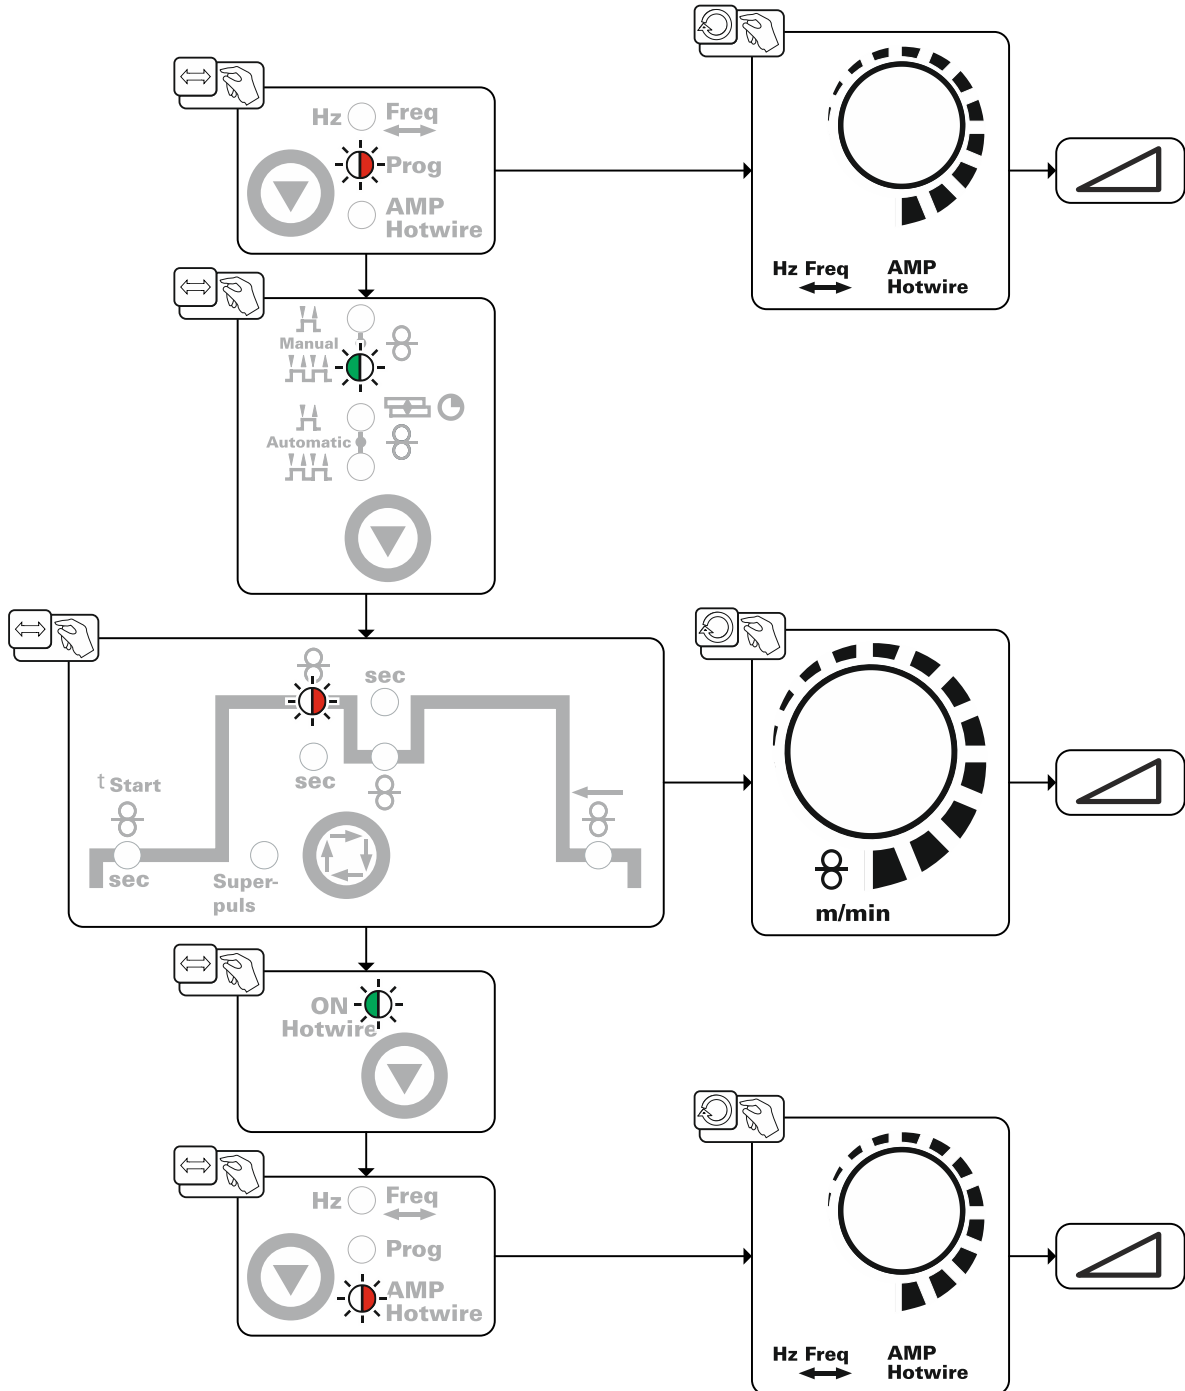 Hz Freq
Prog
AMP
Hotwire
Hz Freq AMP
Hotwire
Manual
Automatic
sec
sec
t Start
sec
Super-
puls
m/min
ON
Hotwire
Hz Freq
Prog
AMP
Hotwire
Hz Freq AMP
Hotwire